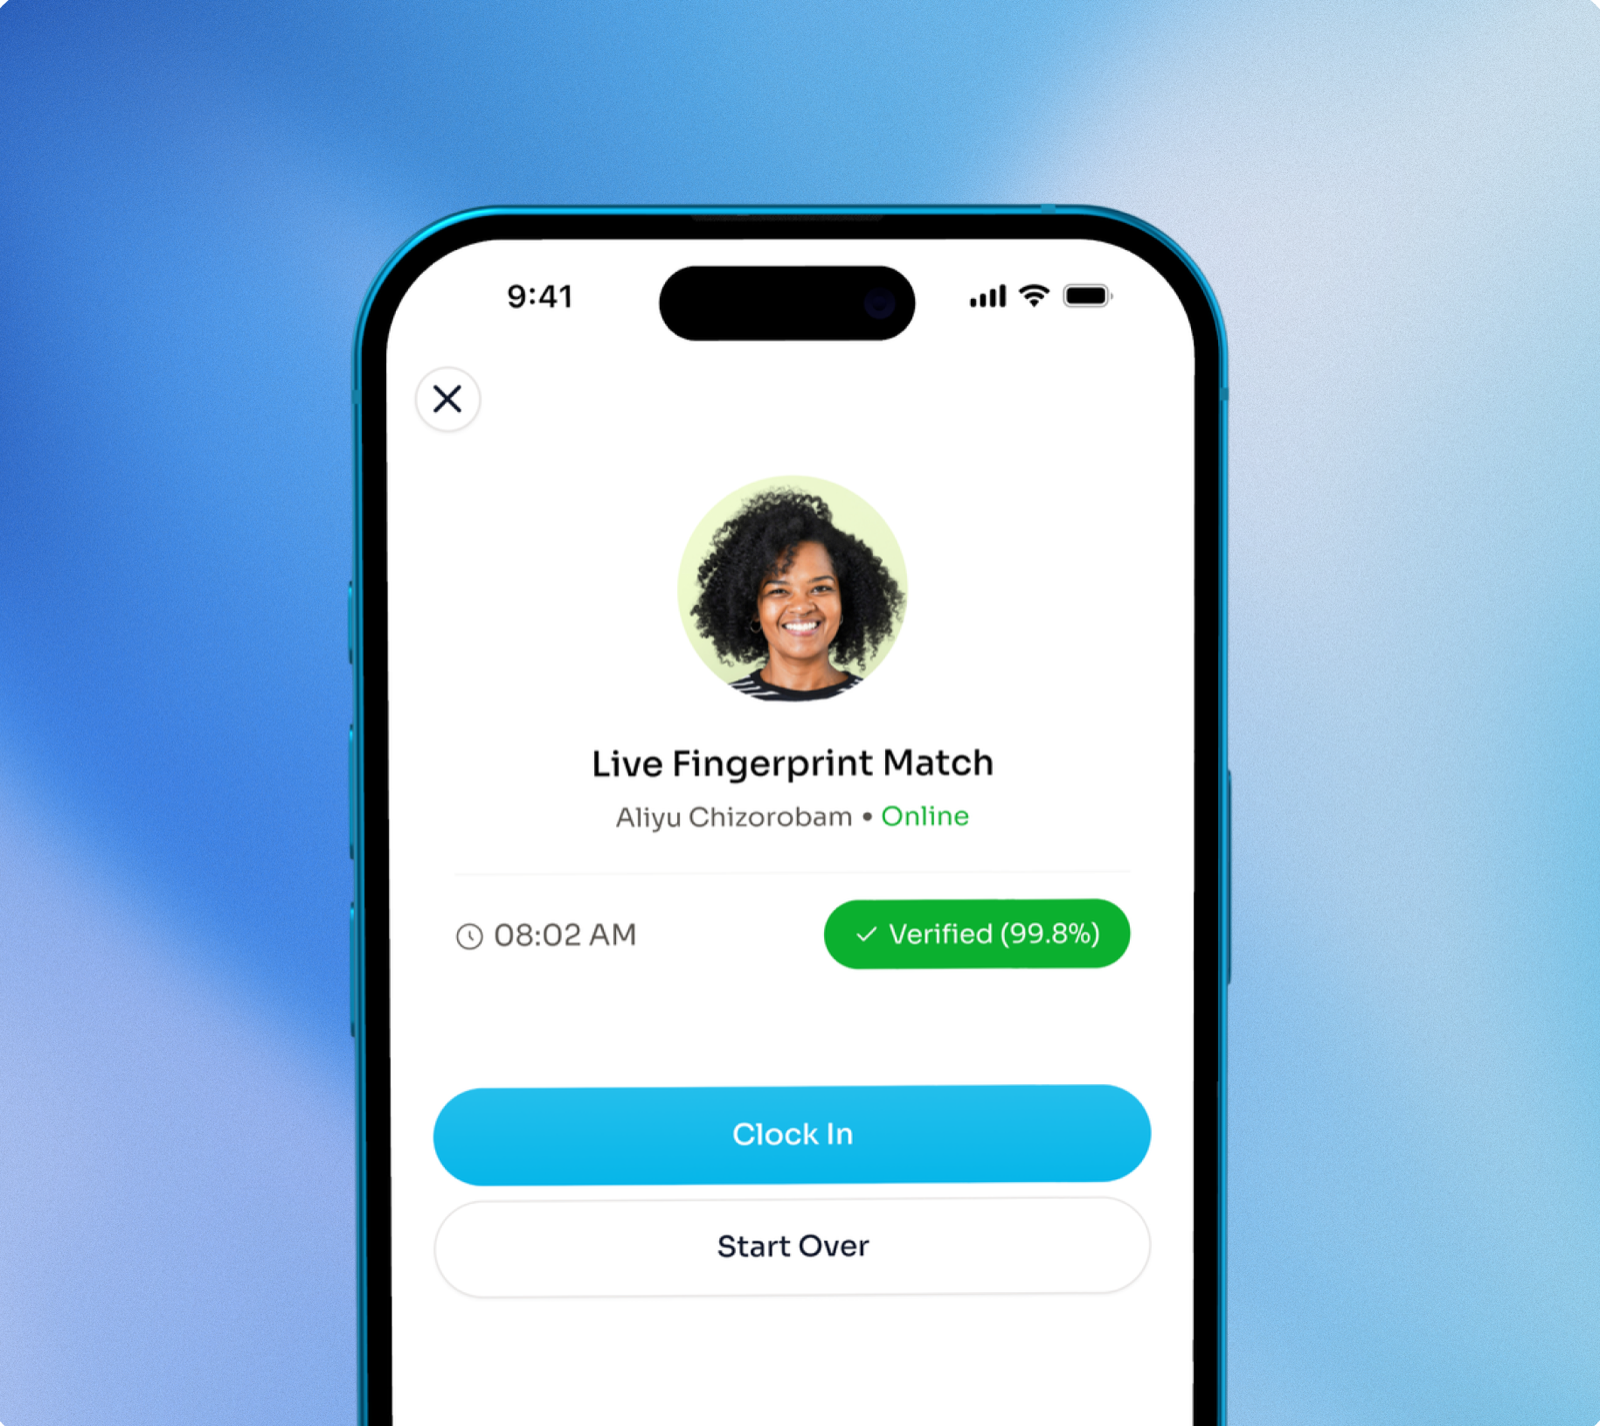 9:41
Live Fingerprint Match
Aliyu Chizorobam • Online
08:02 AM
✓ Verified (99.8%)
Clock In
Start Over